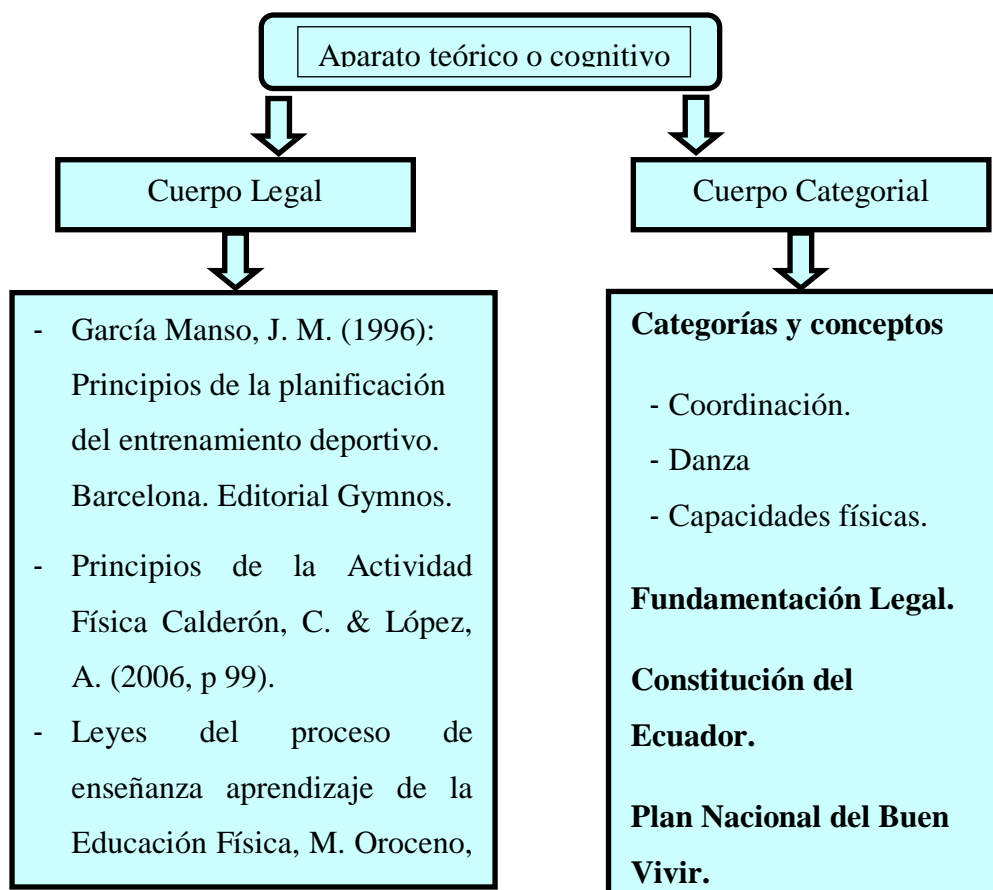 Aparato teórico o cognitivo
Cuerpo Legal
Cuerpo Categorial
- García Manso, J. M. (1996):
Principios de la planificación
del entrenamiento deportivo.
Barcelona. Editorial Gymnos.
- Principios de la Actividad
Física Calderón, C. & López,
A. (2006, p 99).
- Leyes del proceso de
enseñanza aprendizaje de la
Educación Física, M. Oroceno,
Categorías y conceptos
- Coordinación.
- Danza
- Capacidades físicas.
Fundamentación Legal.
Constitución del
Ecuador.
Plan Nacional del Buen
Vivir.